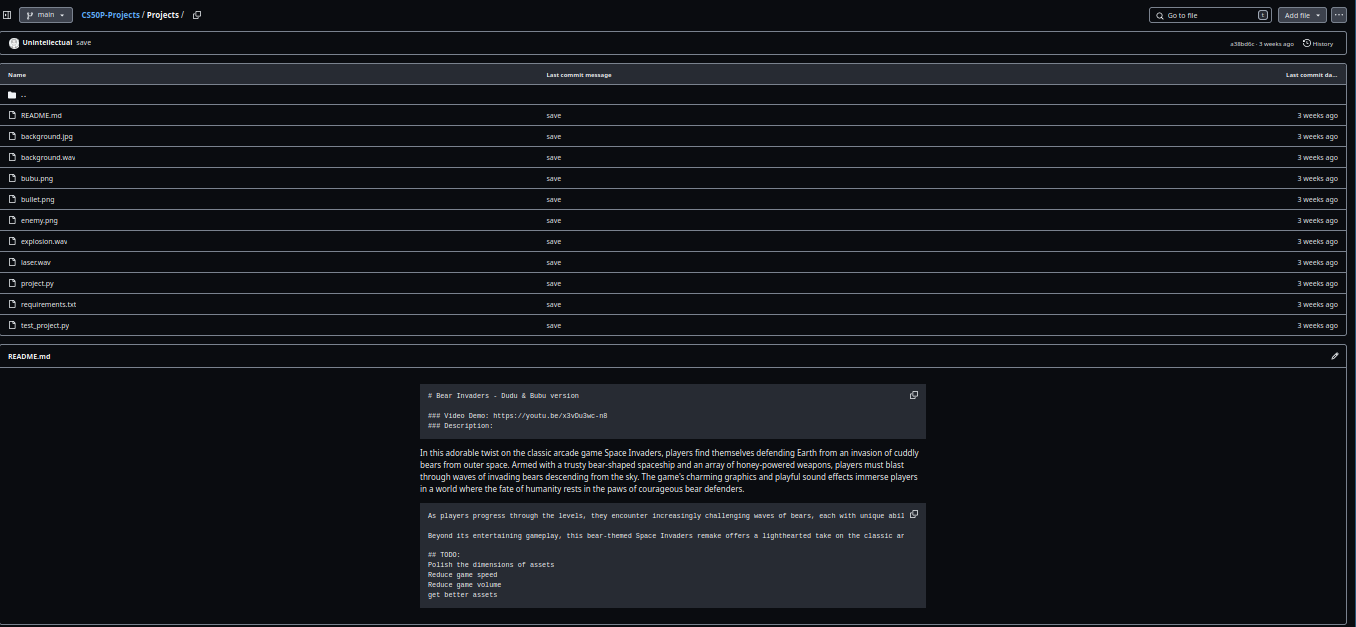 main
CS50P-Projects / Projects /
Go to file
t
Add file
Unintellectual save
a38bd6c · 3 weeks ago
History
Name Last commit message Last commit da...
..
README.md save 3 weeks ago
background.jpg save 3 weeks ago
background.wav save 3 weeks ago
bubu.png save 3 weeks ago
bullet.png save 3 weeks ago
enemy.png save 3 weeks ago
explosion.wav save 3 weeks ago
laser.wav save 3 weeks ago
project.py save 3 weeks ago
requirements.txt save 3 weeks ago
test_project.py save 3 weeks ago
README.md
# Bear Invaders - Dudu & Bubu version
### Video Demo: https://youtu.be/x3vDu3wc-n8
### Description:
In this adorable twist on the classic arcade game Space Invaders, players find themselves defending Earth from an invasion of cuddly
bears from outer space. Armed with a trusty bear-shaped spaceship and an array of honey-powered weapons, players must blast
through waves of invading bears descending from the sky. The game's charming graphics and playful sound effects immerse players
in a world where the fate of humanity rests in the paws of courageous bear defenders.
As players progress through the levels, they encounter increasingly challenging waves of bears, each with unique abil
Beyond its entertaining gameplay, this bear-themed Space Invaders remake offers a lighthearted take on the classic ar
## TODO:
Polish the dimensions of assets
Reduce game speed
Reduce game volume
get better assets